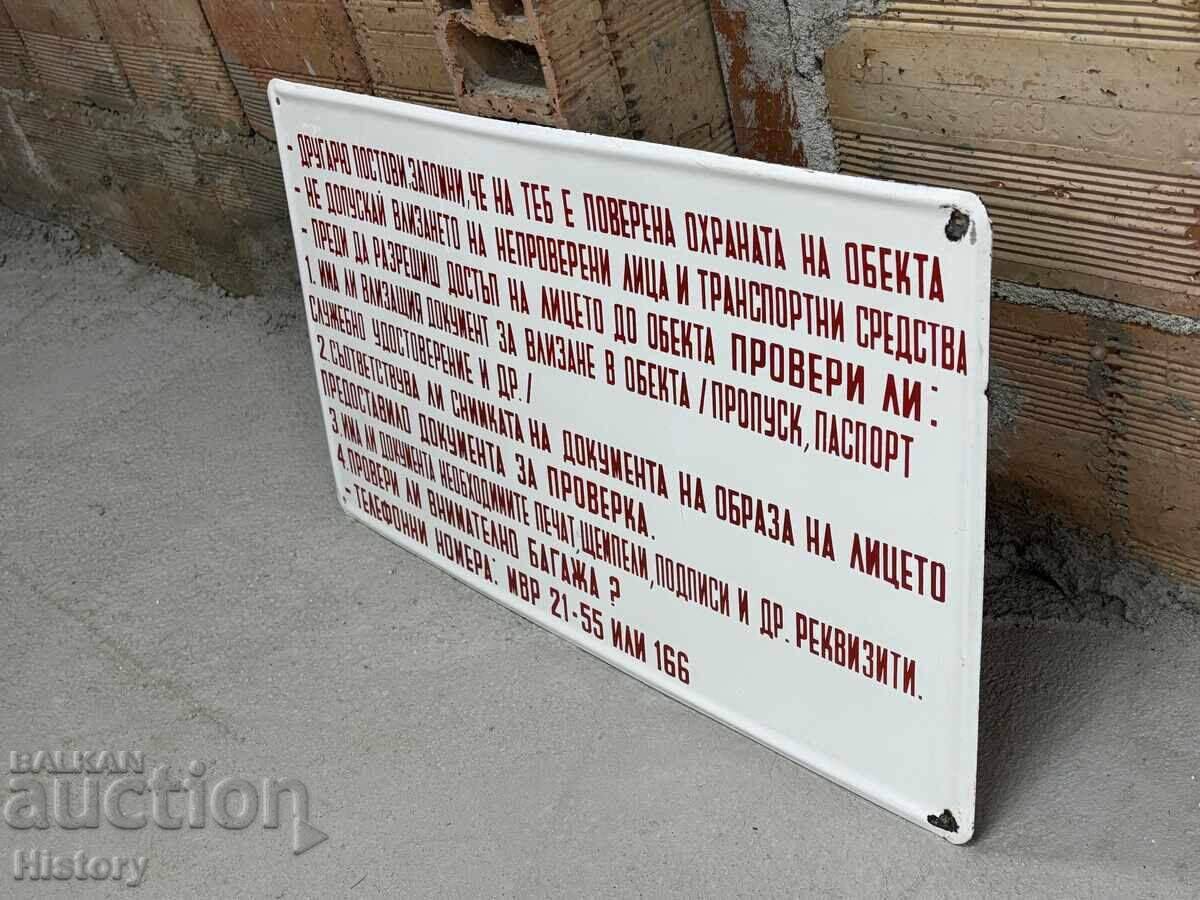 - ДРУГАРЮ ПОСТОВИ, ЗАПОМНИ, ЧЕ НА ТЕБ Е ПОВЕРЕНА ОХРАНАТА НА ОБЕКТА
- НЕ ДОПУСКАЙ ВЛИЗАНЕТО НА НЕПРОВЕРЕНИ ЛИЦА И ТРАНСПОРТНИ СРЕДСТВА
- ПРЕДИ ДА РАЗРЕШИШ ДОСТЪП НА ЛИЦЕТО ДО ОБЕКТА ПРОВЕРИ ЛИ:
1. ИМА ЛИ ВЛИЗАЩИЯ ДОКУМЕНТ ЗА ВЛИЗАНЕ В ОБЕКТА /ПРОПУСК, ПАСПОРТ
СЛУЖЕБНО УДОСТОВЕРЕНИЕ И ДР./
2. СЪОТВЕТСТВУВА ЛИ СНИМКАТА НА ДОКУМЕНТА НА ОБРАЗА НА ЛИЦЕТО
ПРЕДОСТАВИЛО ДОКУМЕНТА ЗА ПРОВЕРКА.
3. ИМА ЛИ ДОКУМЕНТА НЕОБХОДИМИТЕ ПЕЧАТ, ЩЕМПЕЛИ, ПОДПИСИ И ДР. РЕКВИЗИТИ.
4. ПРОВЕРИ ЛИ ВНИМАТЕЛНО БАГАЖА ?
- ТЕЛЕФОННИ НОМЕРА: МВР 21-55 ИЛИ 166
BALKAN
auction
History